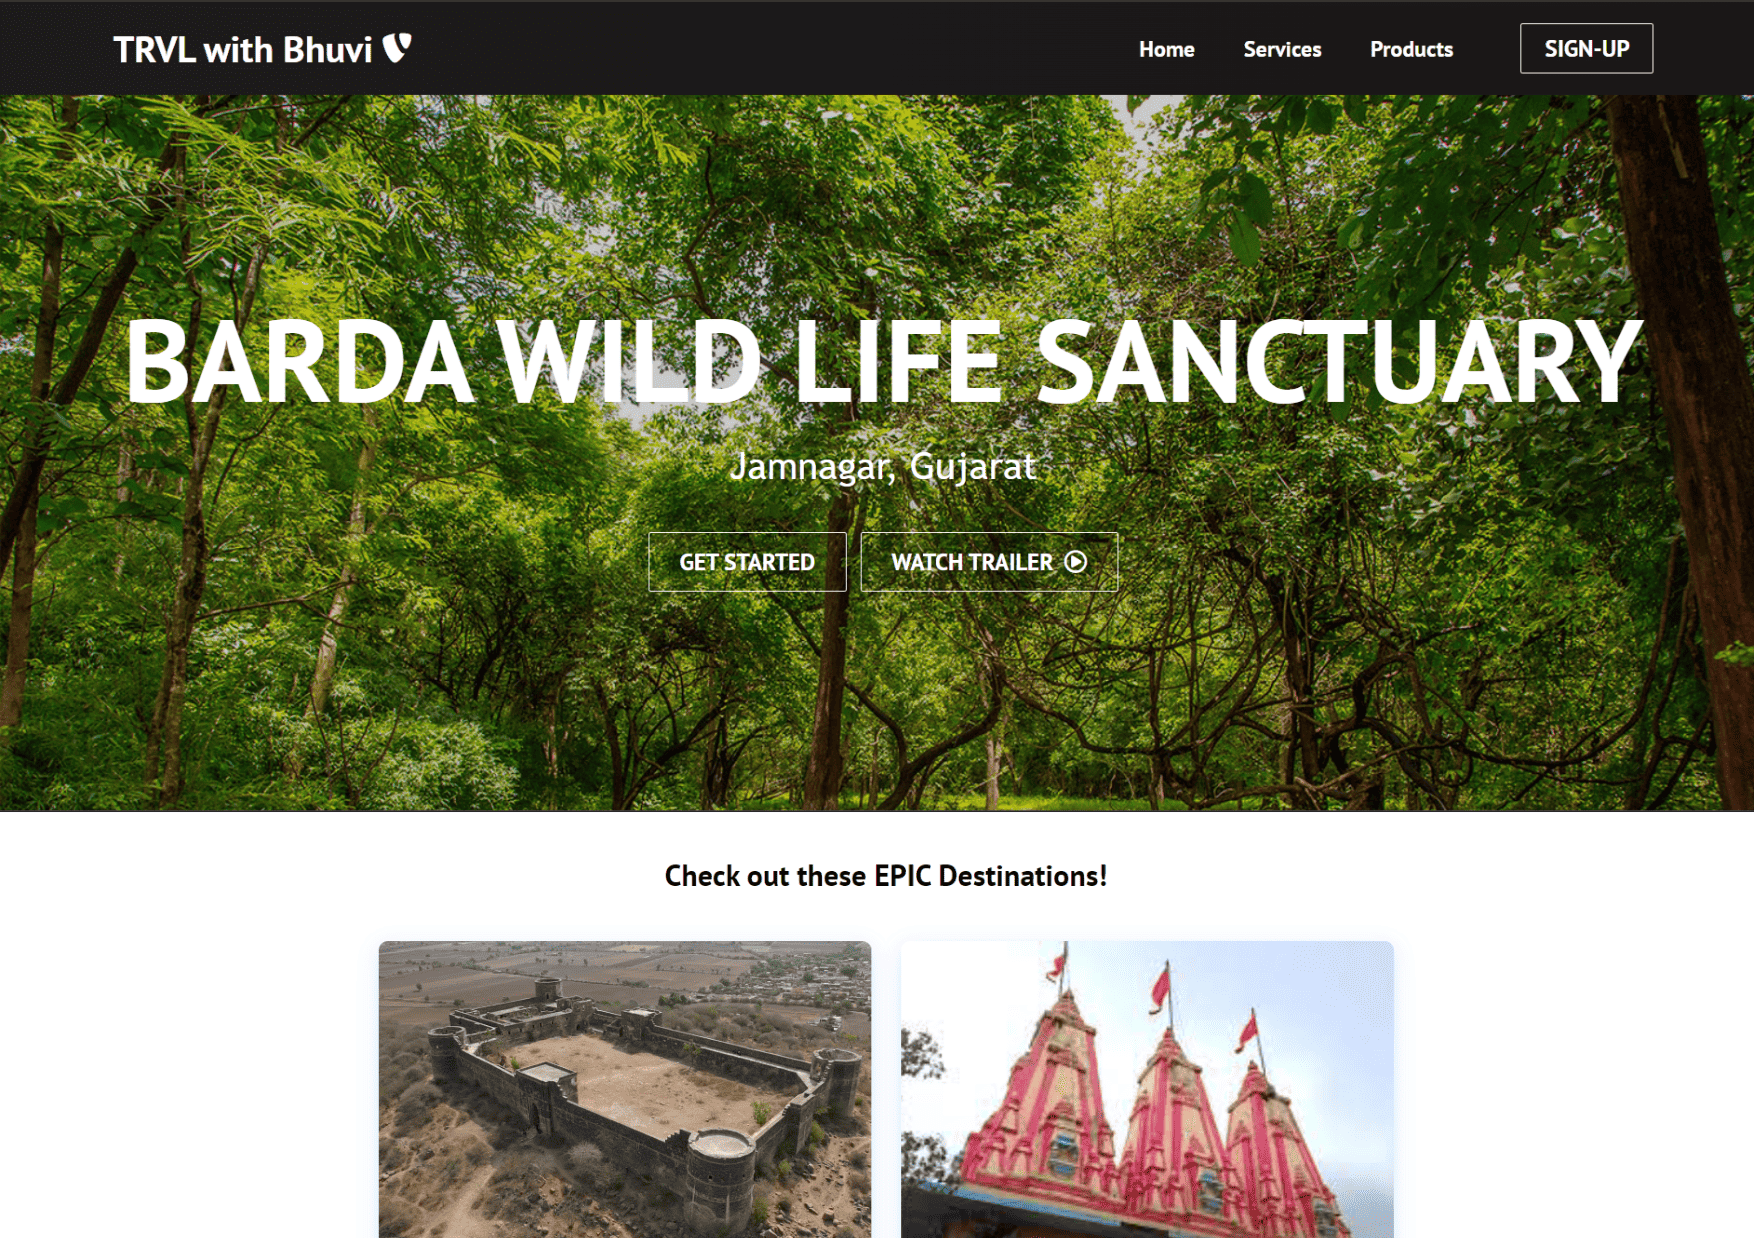 TRVL with Bhuvi
Home
Services
Products
SIGN-UP
BARDA WILD LIFE SANCTUARY
Jamnagar, Gujarat
GET STARTED
WATCH TRAILER
Check out these EPIC Destinations!